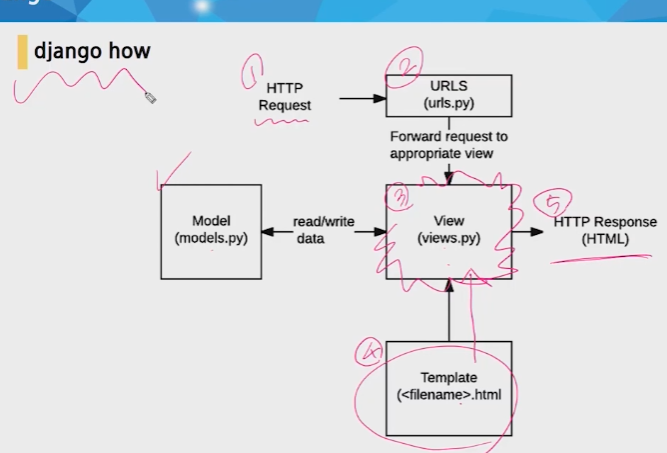 django how
①
HTTP
Request
②
URLS
(urls.py)
Forward request to
appropriate view
Model
(models.py)
read/write
data
③
View
(views.py)
⑤
HTTP Response
(HTML)
④
Template
(<filename>.html